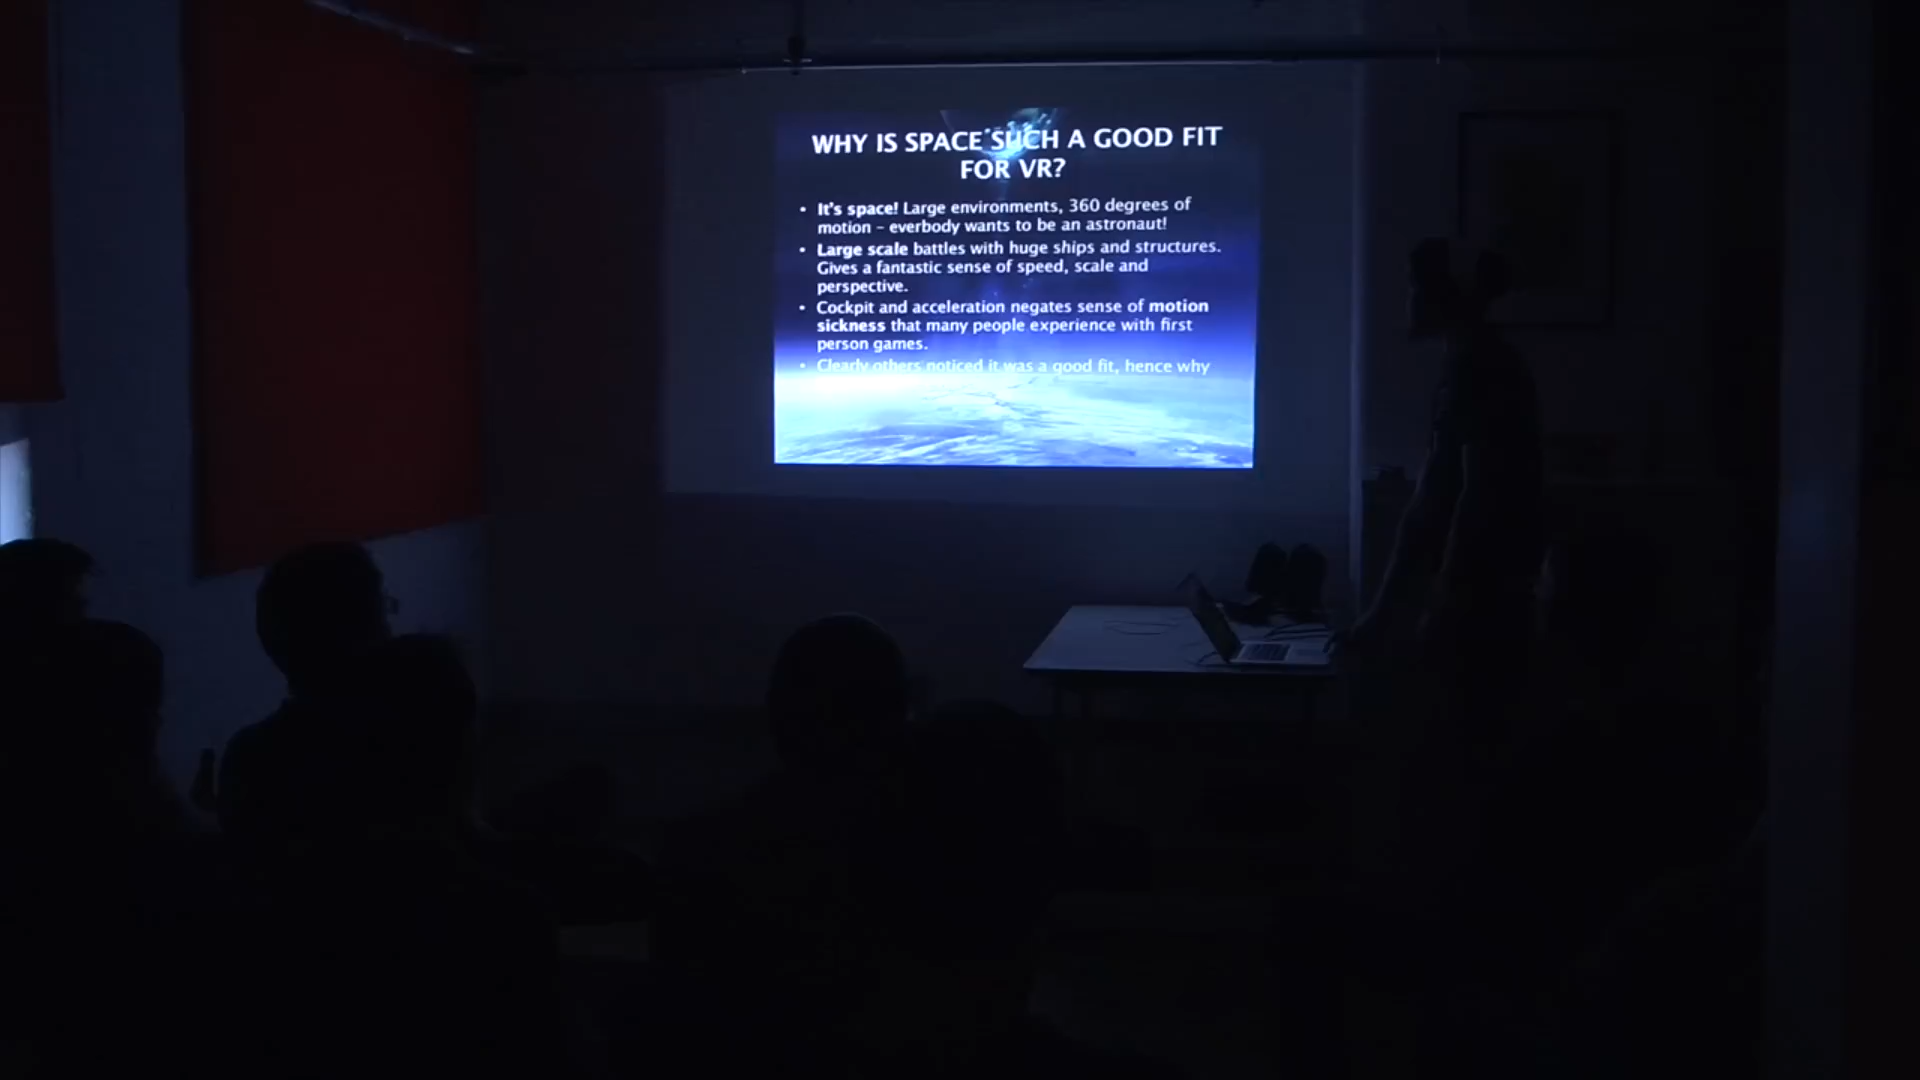 WHY IS SPACE SUCH A GOOD FIT
FOR VR?
• It's space! Large environments, 360 degrees of
motion – everbody wants to be an astronaut!
• Large scale battles with huge ships and structures.
Gives a fantastic sense of speed, scale and
perspective.
• Cockpit and acceleration negates sense of motion
sickness that many people experience with first
person games.
• Clearly others noticed it was a good fit, hence why